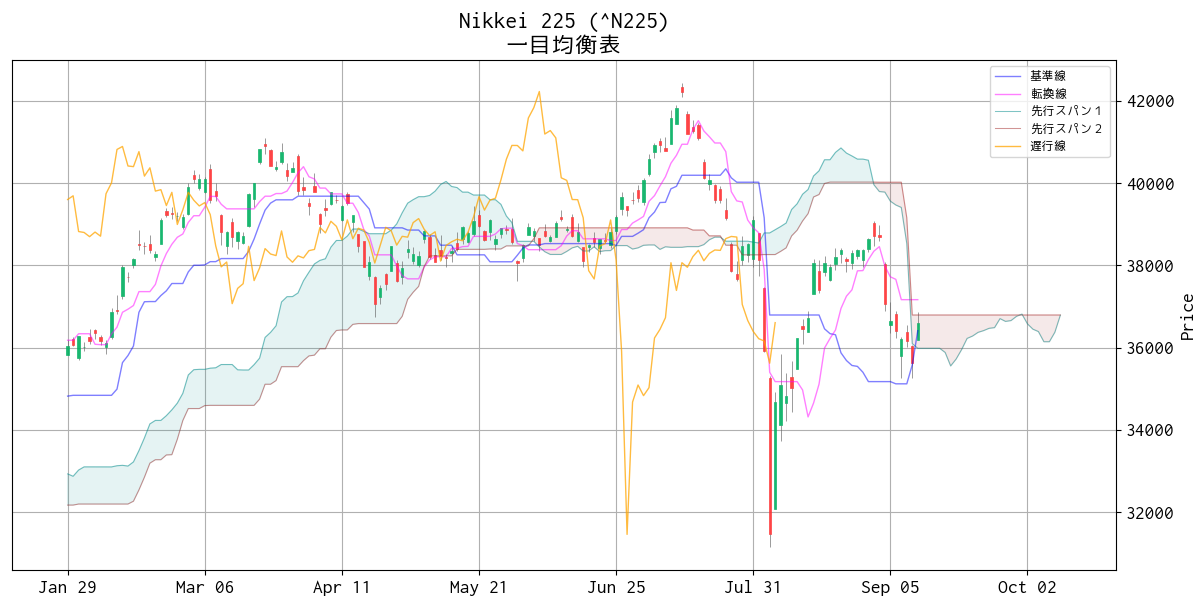 Nikkei 225 (^N225)
一目均衡表
基準線
転換線
先行スパン１
先行スパン２
遅行線
42000
40000
38000
36000
34000
32000
Price
Jan 29
Mar 06
Apr 11
May 21
Jun 25
Jul 31
Sep 05
Oct 02